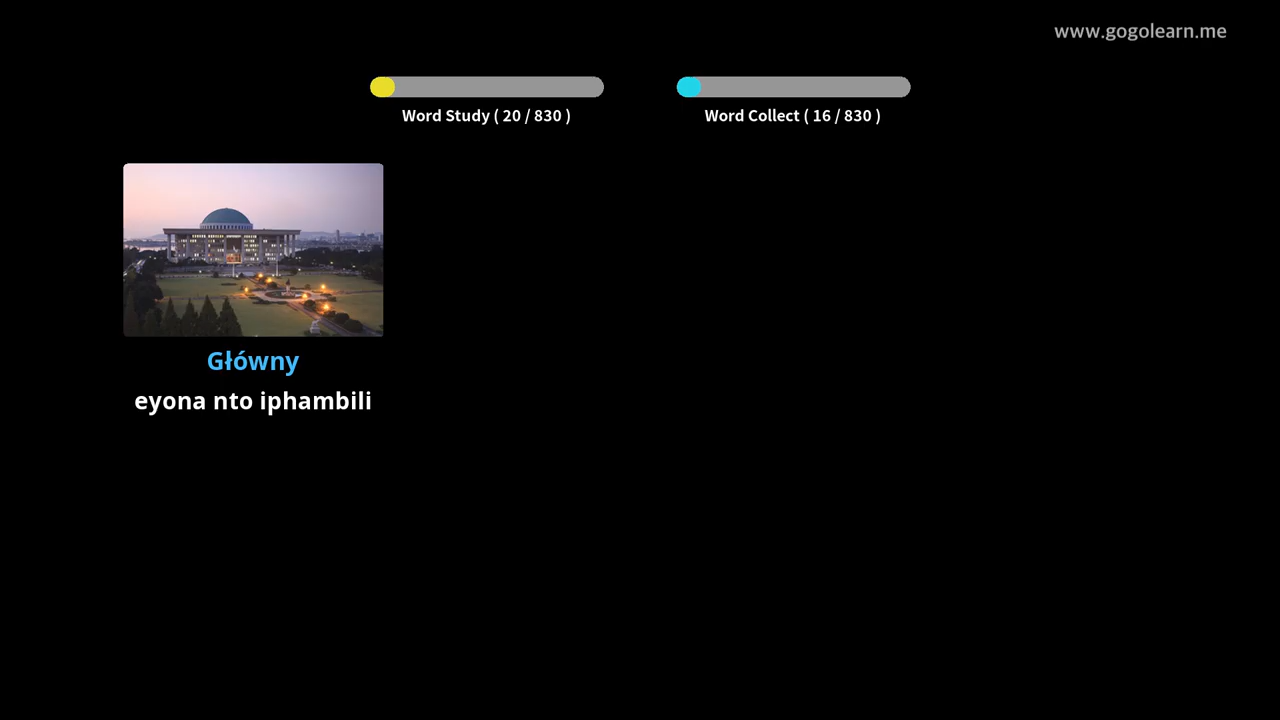 www.gogolearn.me
Word Study ( 20 / 830 )
Word Collect ( 16 / 830 )
Główny
eyona nto iphambili